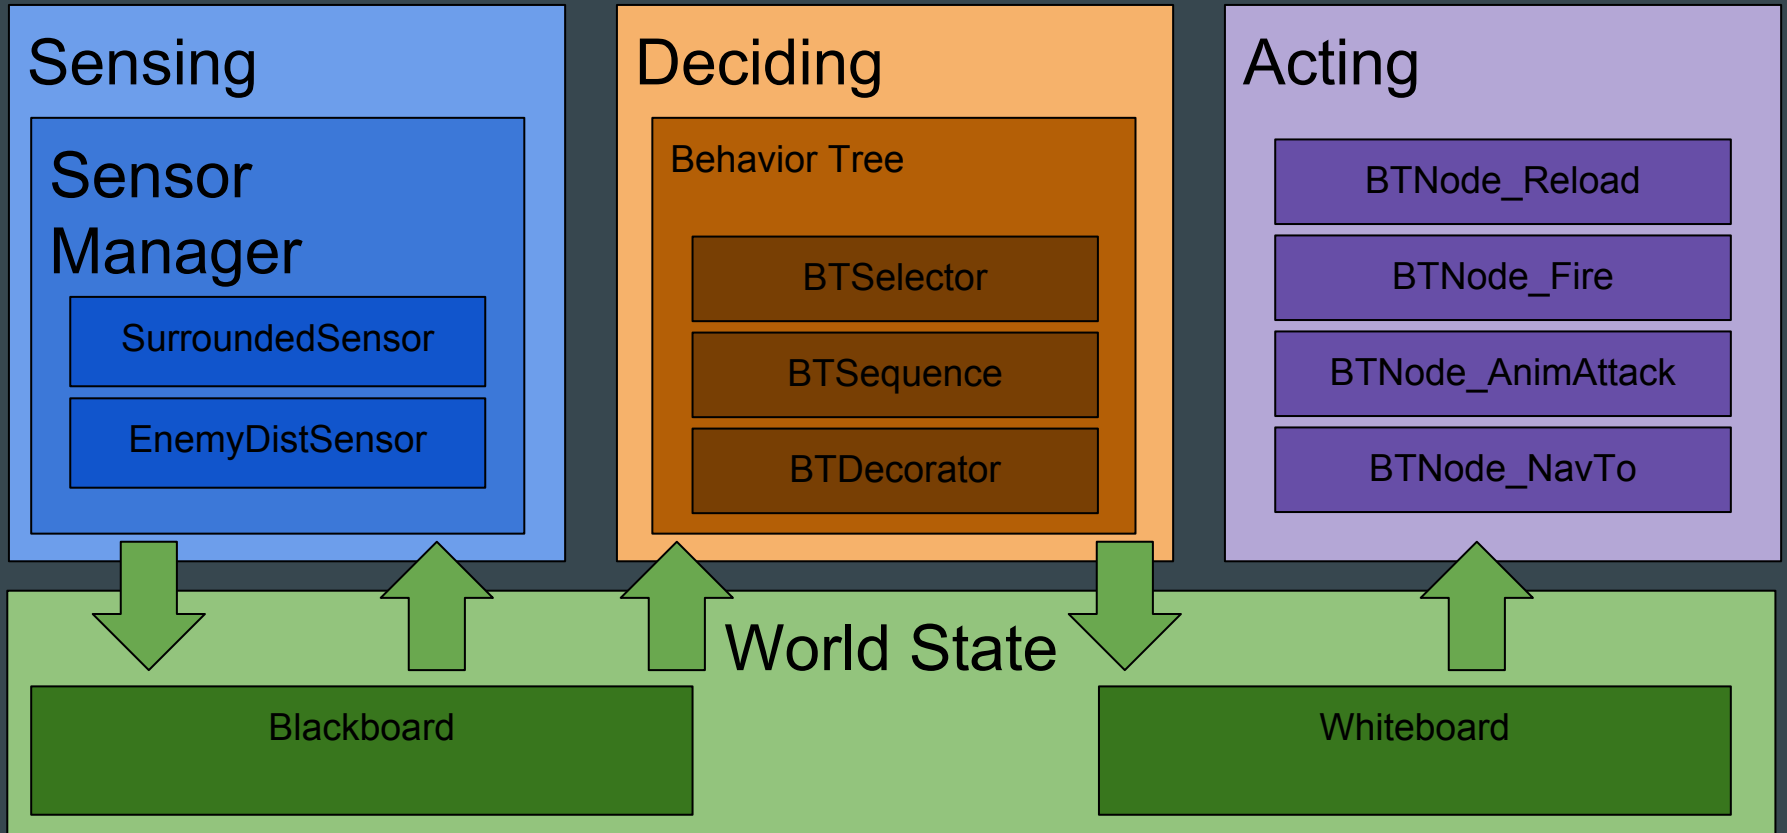 Sensing
Sensor
Manager
SurroundedSensor
EnemyDistSensor
Deciding
Behavior Tree
BTSelector
BTSequence
BTDecorator
Acting
BTNode_Reload
BTNode_Fire
BTNode_AnimAttack
BTNode_NavTo
World State
Blackboard
Whiteboard